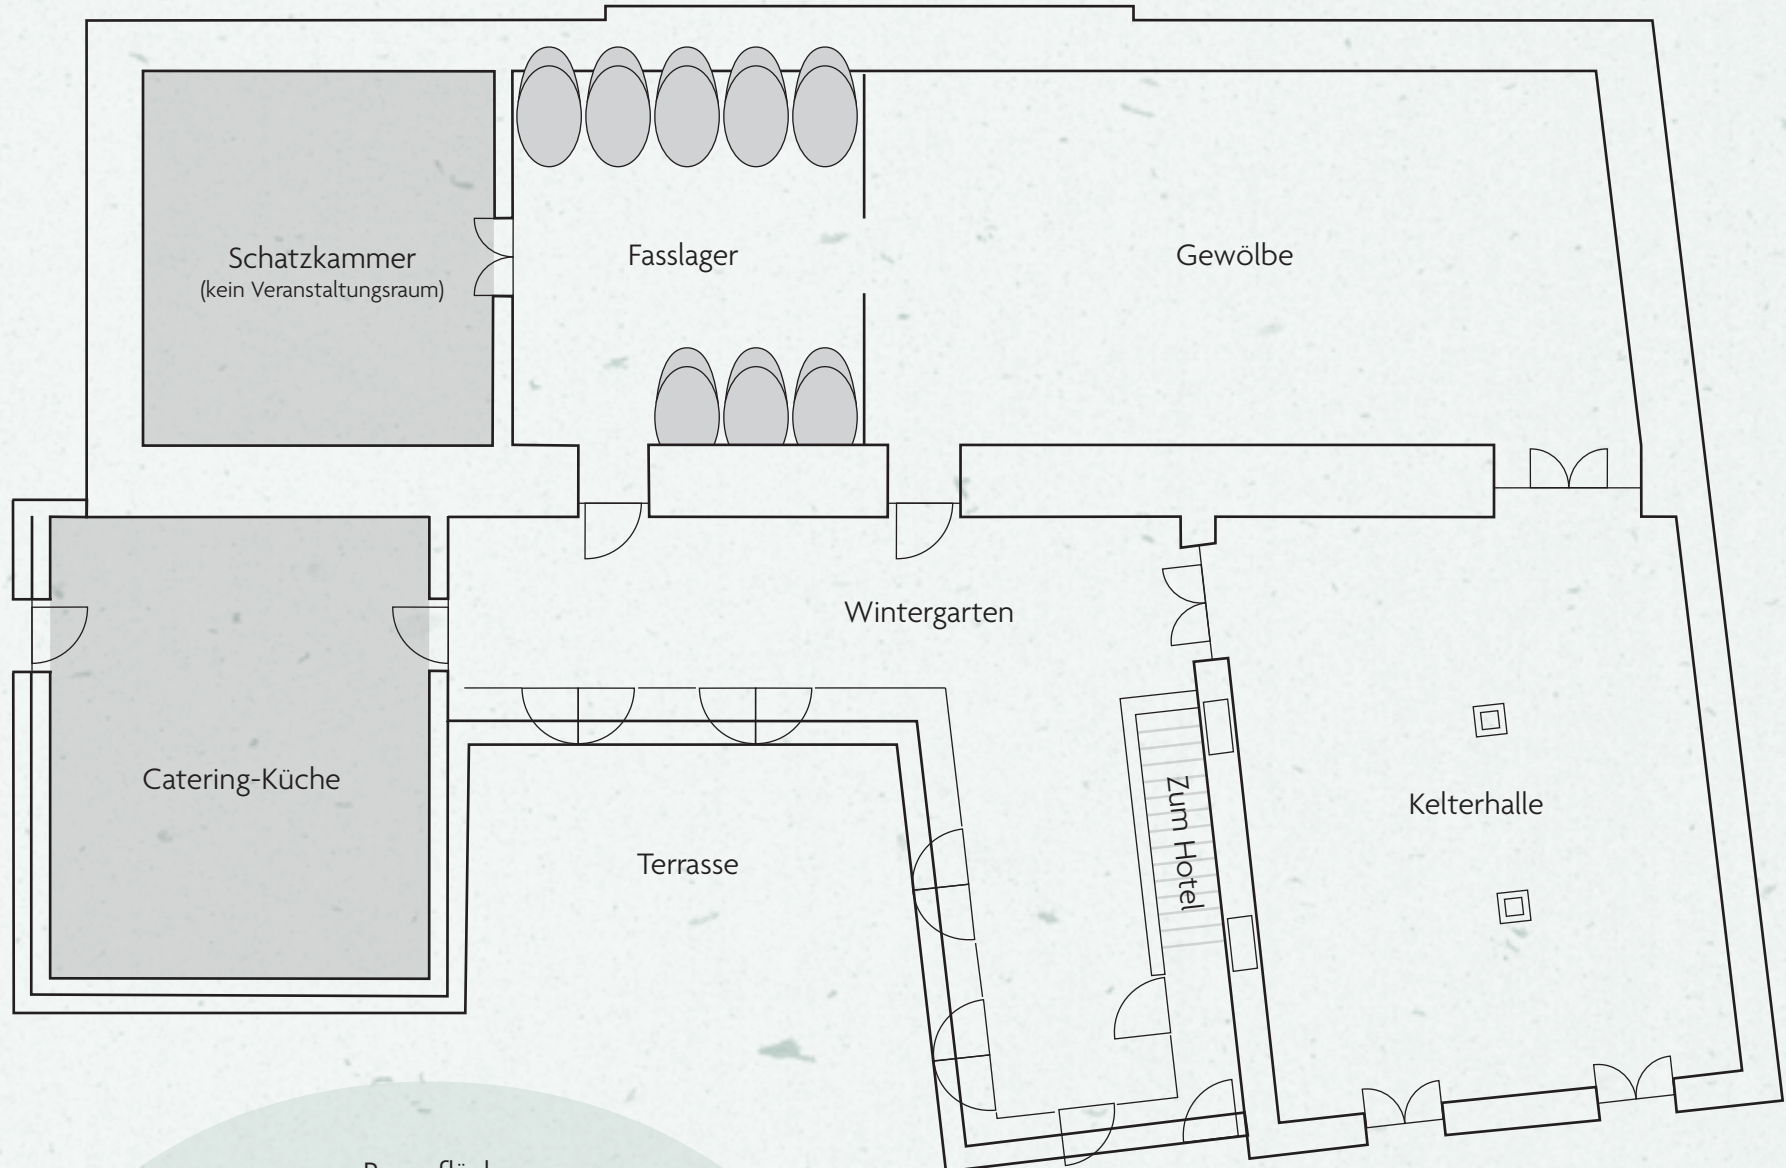 Schatzkammer
(kein Veranstaltungsraum)
Fasslager
Gewölbe
Wintergarten
Catering-Küche
Terrasse
Zum Hotel
Kelterhalle